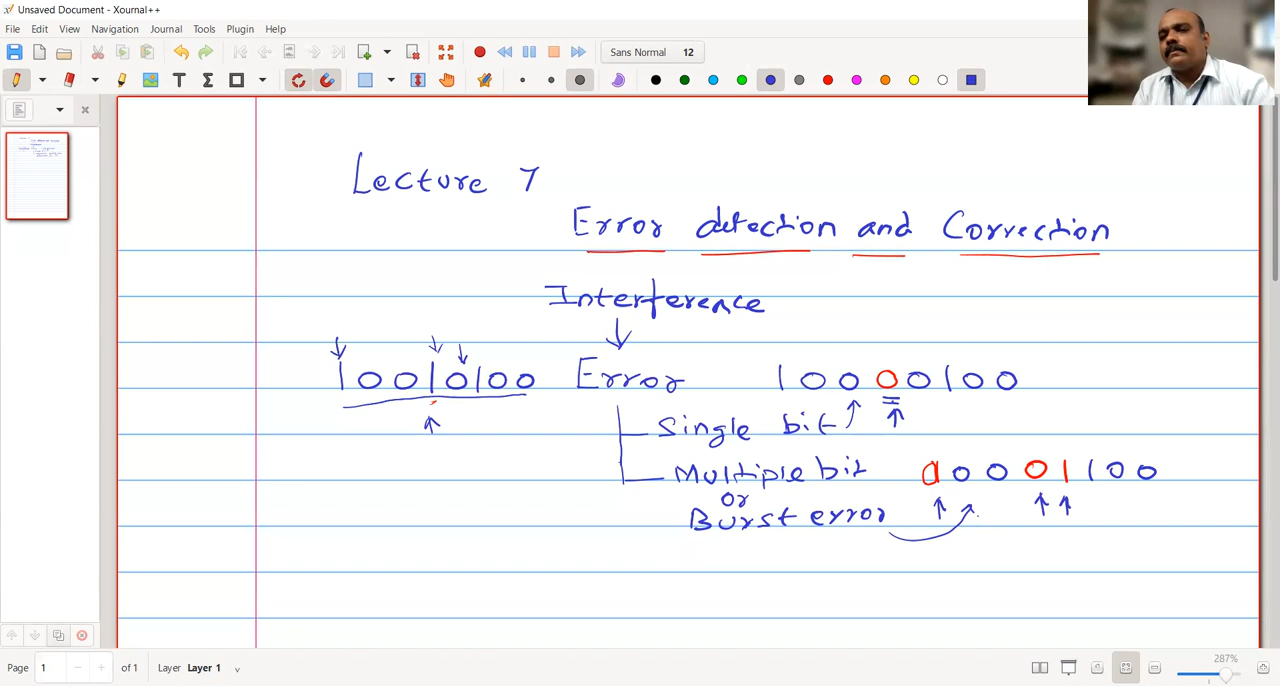 Unsaved Document - Xournal++
File Edit View Navigation Journal Tools Plugin Help
Sans Normal 12
Lecture 7
Error detection and Correction
Interference
10010100 Error 10000100
Single bit
Multiple bit 00001100
or
Burst error
Page 1 of 1 Layer Layer 1 287%